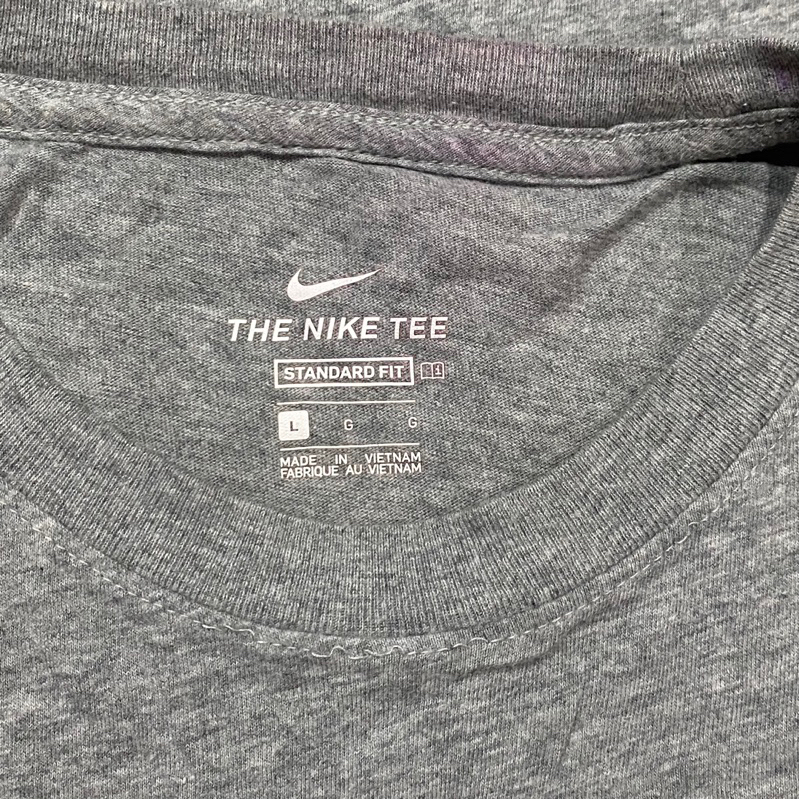 THE NIKE TEE
STANDARD FIT i
L G G
MADE IN VIETNAM
FABRIQUE AU VIETNAM